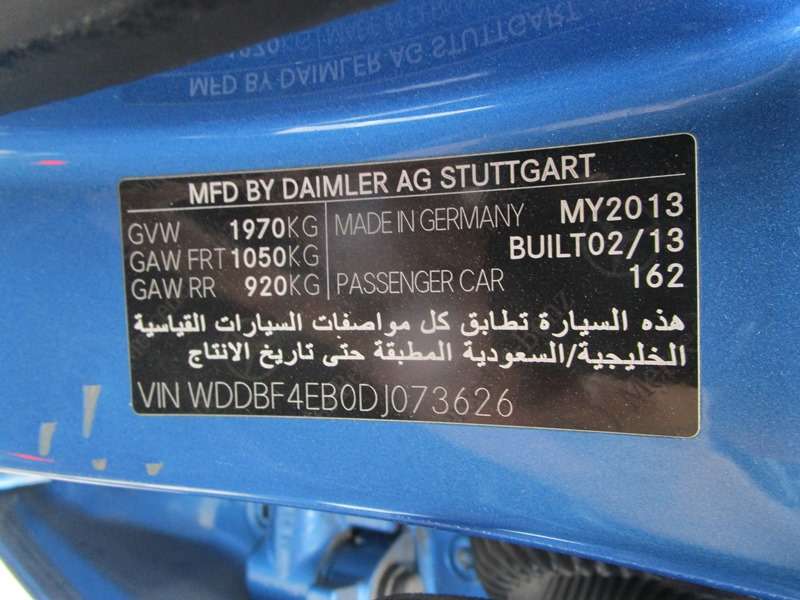 MFD BY DAIMLER AG STUTTGART
GVW 1970KG MADE IN GERMANY MY2013
GAW FRT 1050KG BUILT02/13
GAW RR 920KG PASSENGER CAR 162
هذه السيارة تطابق كل مواصفات السيارات القياسية
الخليجية/السعودية المطبقة حتى تاريخ الانتاج
VIN WDDBF4EB0DJ073626